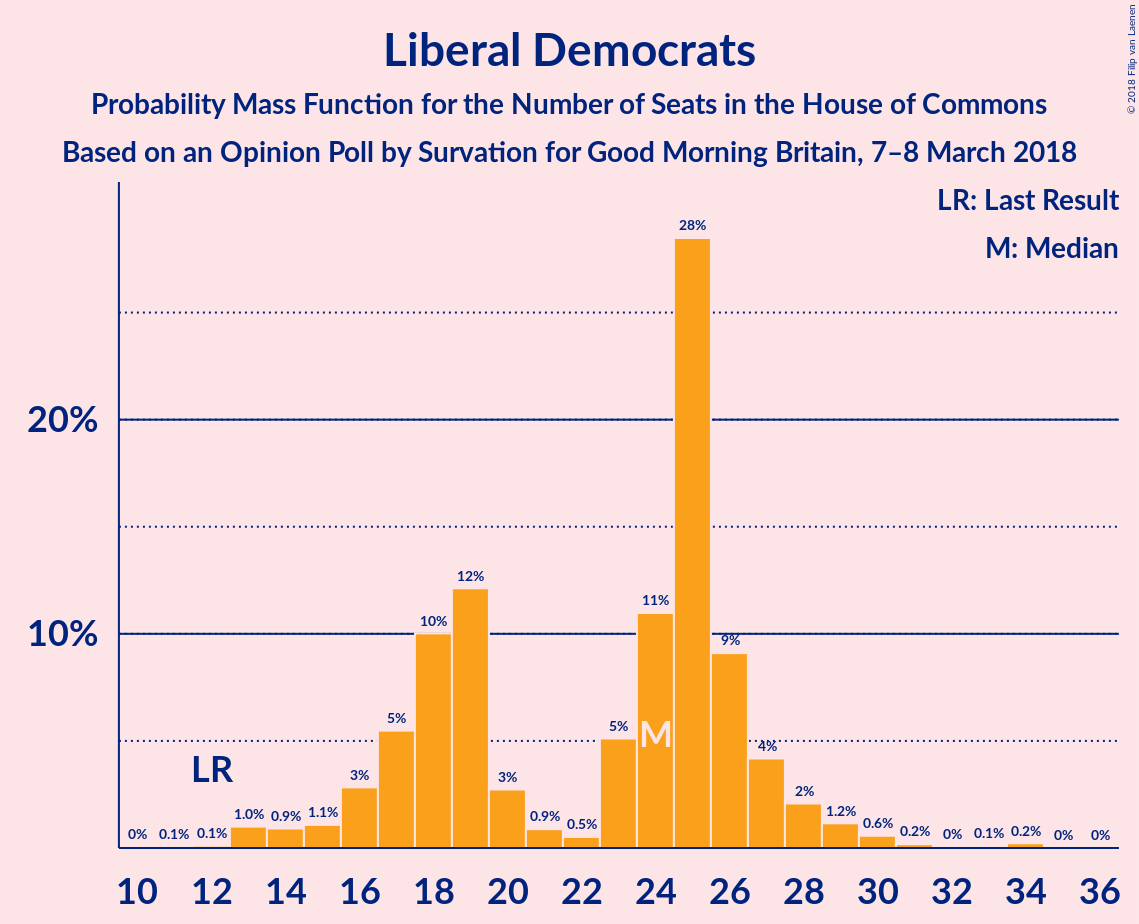 Liberal Democrats
Probability Mass Function for the Number of Seats in the House of Commons
Based on an Opinion Poll by Survation for Good Morning Britain, 7–8 March 2018
© 2018 Filip van Laenen
LR: Last Result
M: Median
20%
10%
0% 0.1% 0.1% 1.0% 0.9% 1.1% 3% 5% 10% 12% 3% 0.9% 0.5% 5% 11% 28% 9% 4% 2% 1.2% 0.6% 0.2% 0% 0.1% 0.2% 0% 0%
LR
M
10 12 14 16 18 20 22 24 26 28 30 32 34 36